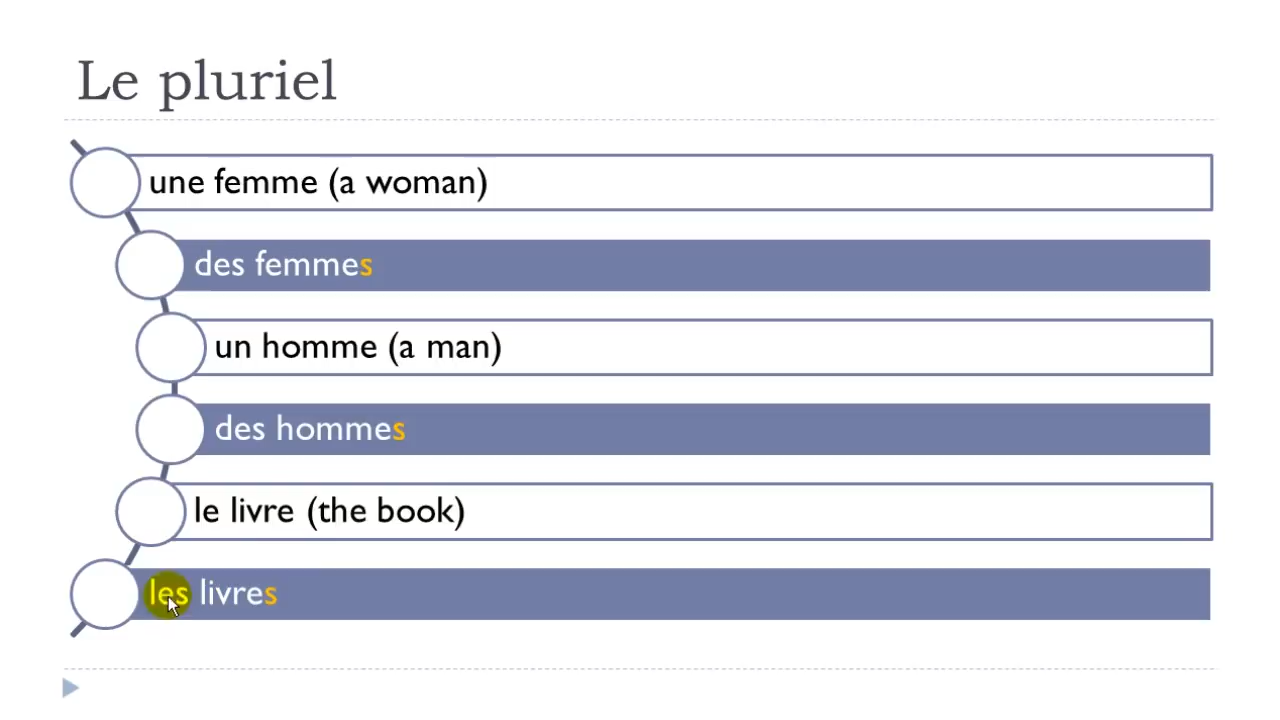 Le pluriel
une femme (a woman)
des femmes
un homme (a man)
des hommes
le livre (the book)
les livres